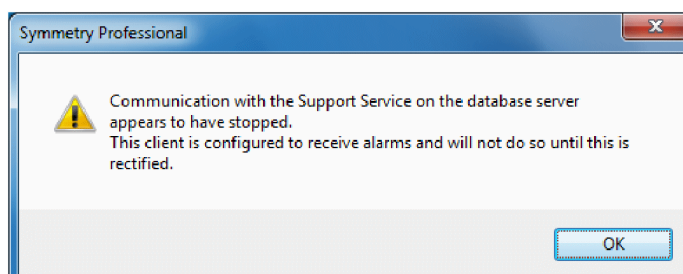 Symmetry Professional
Communication with the Support Service on the database server
appears to have stopped.
This client is configured to receive alarms and will not do so until this is
rectified.
OK